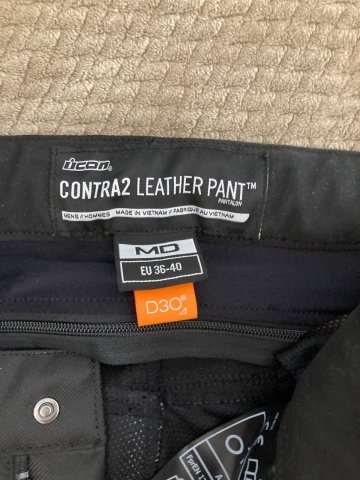 icon®
CONTRA2 LEATHER PANT™
PANTALON
MENS // HOMMES MADE IN VIETNAM // FABRIQUÉ AU VIETNAM
MD
EU 36-40
D3O®